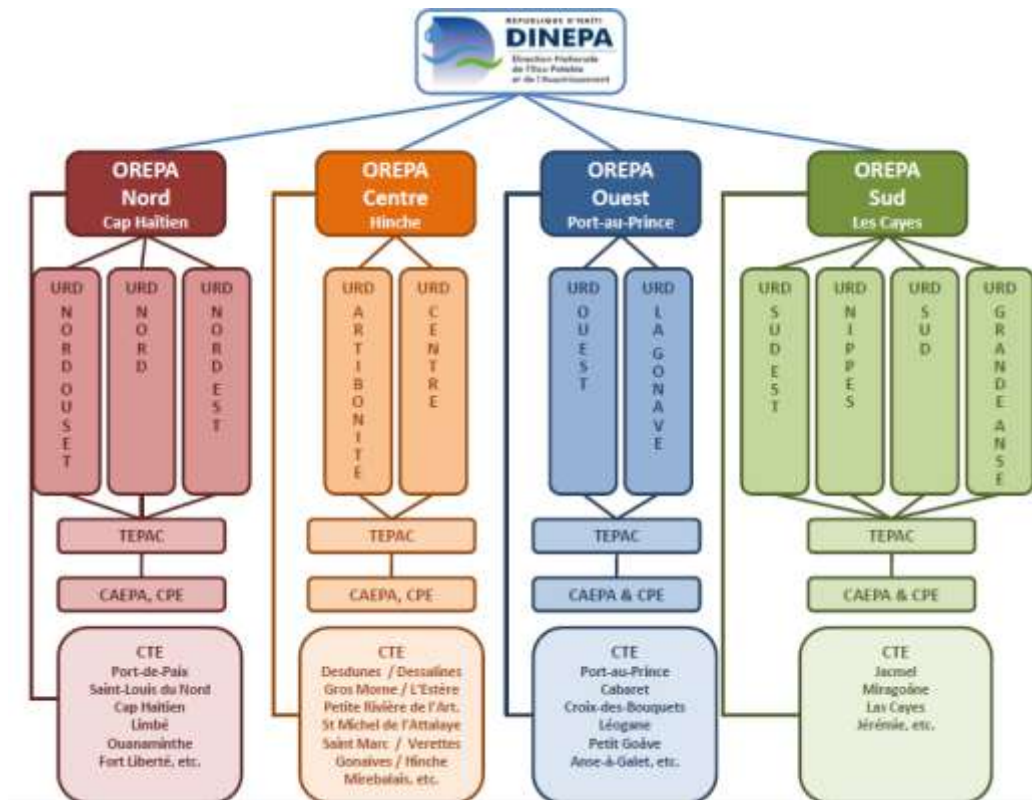 RÉPUBLIQUE D'HAÏTI
DINEPA
Direction Nationale
de l'Eau Potable
et de l'Assainissement
OREPA
Nord
Cap Haïtien
OREPA
Centre
Hinche
OREPA
Ouest
Port-au-Prince
OREPA
Sud
Les Cayes
URD NORD OUSET
URD NORD
URD NORD EST
URD ARTIBONITE
URD CENTRE
URD OUEST
URD LA GONAVE
URD SUD EST
URD NIPPES
URD SUD
URD GRANDE ANSE
TEPAC
TEPAC
TEPAC
TEPAC
CAEPA, CPE
CAEPA, CPE
CAEPA & CPE
CAEPA & CPE
CTE
Port-de-Paix
Saint-Louis du Nord
Cap Haïtien
Limbé
Ouanaminthe
Fort Liberté, etc.
CTE
Desdunes / Dessalines
Gros Morne / L'Estère
Petite Rivière de l'Art.
St Michel de l'Attalaye
Saint Marc / Verettes
Gonaives / Hinche
Mirebalais, etc.
CTE
Port-au-Prince
Cabaret
Croix-des-Bouquets
Léogane
Petit Goâve
Anse-à-Galet, etc.
CTE
Jacmel
Miragoâne
Las Cayes
Jérémie, etc.